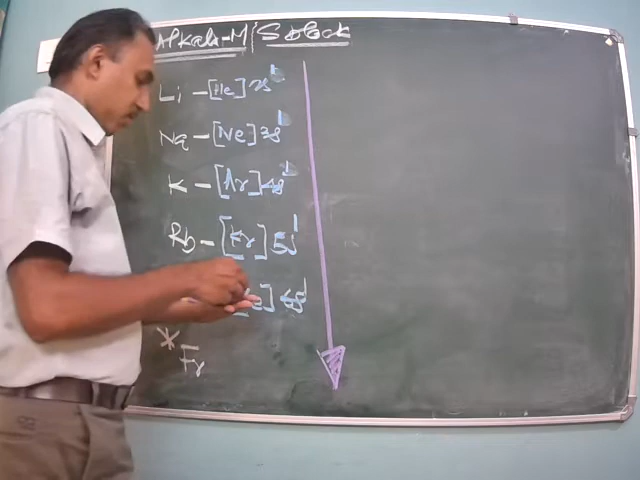 Alkali-M/S block
Li – [He] 2s¹
Na – [Ne] 3s¹
K – [Ar] 4s¹
Rb – [Kr] 5s¹
] 6s¹
* Fr